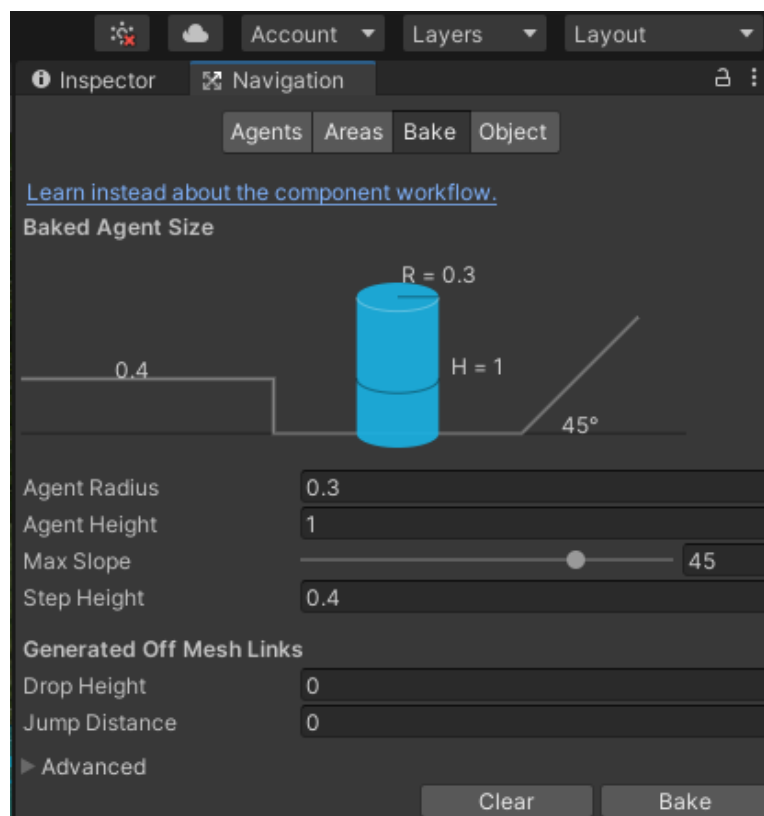 Account Layers Layout
Inspector Navigation
Agents Areas Bake Object
Learn instead about the component workflow.
Baked Agent Size
R = 0.3
0.4 H = 1
45°
Agent Radius 0.3
Agent Height 1
Max Slope 45
Step Height 0.4
Generated Off Mesh Links
Drop Height 0
Jump Distance 0
Advanced
Clear Bake